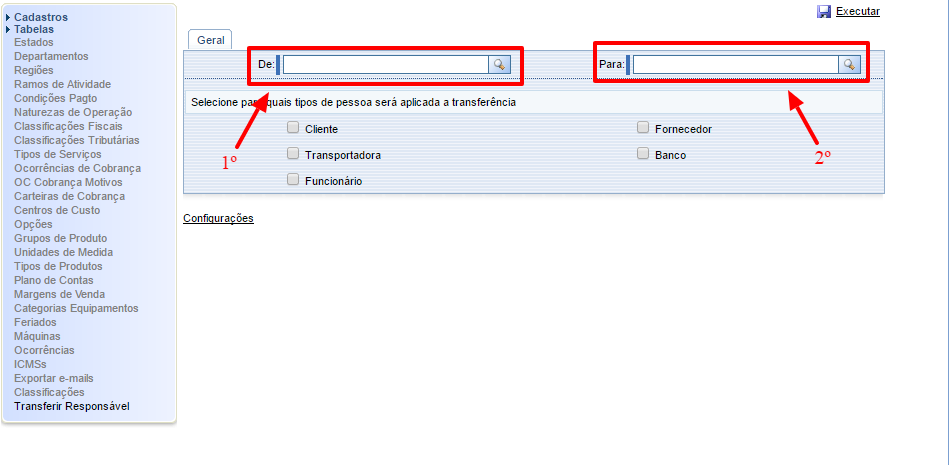 Cadastros
Tabelas
Estados
Departamentos
Regiões
Ramos de Atividade
Condições Pagto
Naturezas de Operação
Classificações Fiscais
Classificações Tributárias
Tipos de Serviços
Ocorrências de Cobrança
OC Cobrança Motivos
Carteiras de Cobrança
Centros de Custo
Opções
Grupos de Produto
Unidades de Medida
Tipos de Produtos
Plano de Contas
Margens de Venda
Categorias Equipamentos
Feriados
Máquinas
Ocorrências
ICMSs
Exportar e-mails
Classificações
Transferir Responsável
Executar
Geral
De: Para:
Selecione para quais tipos de pessoa será aplicada a transferência
Cliente Fornecedor
1º 2º
Transportadora Banco
Funcionário
Configurações